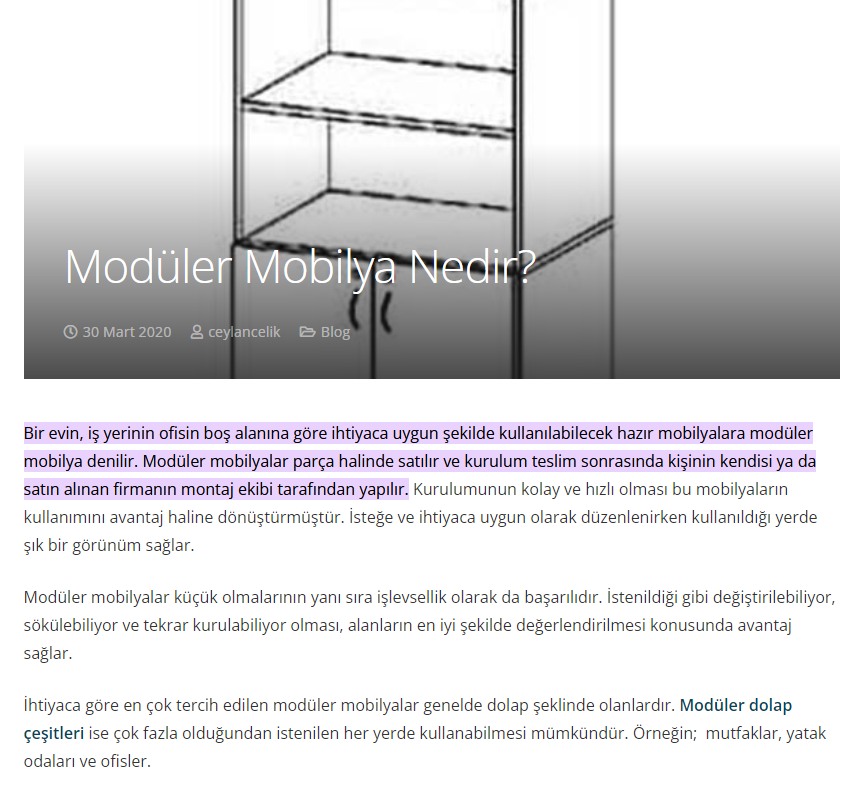 Modüler Mobilya Nedir?
30 Mart 2020 ceylancelik Blog
Bir evin, iş yerinin ofisin boş alanına göre ihtiyaca uygun şekilde kullanılabilecek hazır mobilyalara modüler
mobilya denilir. Modüler mobilyalar parça halinde satılır ve kurulum teslim sonrasında kişinin kendisi ya da
satın alınan firmanın montaj ekibi tarafından yapılır. Kurulumunun kolay ve hızlı olması bu mobilyaların
kullanımını avantaj haline dönüştürmüştür. İsteğe ve ihtiyaca uygun olarak düzenlenirken kullanıldığı yerde
şık bir görünüm sağlar.
Modüler mobilyalar küçük olmalarının yanı sıra işlevsellik olarak da başarılıdır. İstenildiği gibi değiştirilebiliyor,
sökülebiliyor ve tekrar kurulabiliyor olması, alanların en iyi şekilde değerlendirilmesi konusunda avantaj
sağlar.
İhtiyaca göre en çok tercih edilen modüler mobilyalar genelde dolap şeklinde olanlardır. Modüler dolap
çeşitleri ise çok fazla olduğundan istenilen her yerde kullanabilmesi mümkündür. Örneğin;  mutfaklar, yatak
odaları ve ofisler.